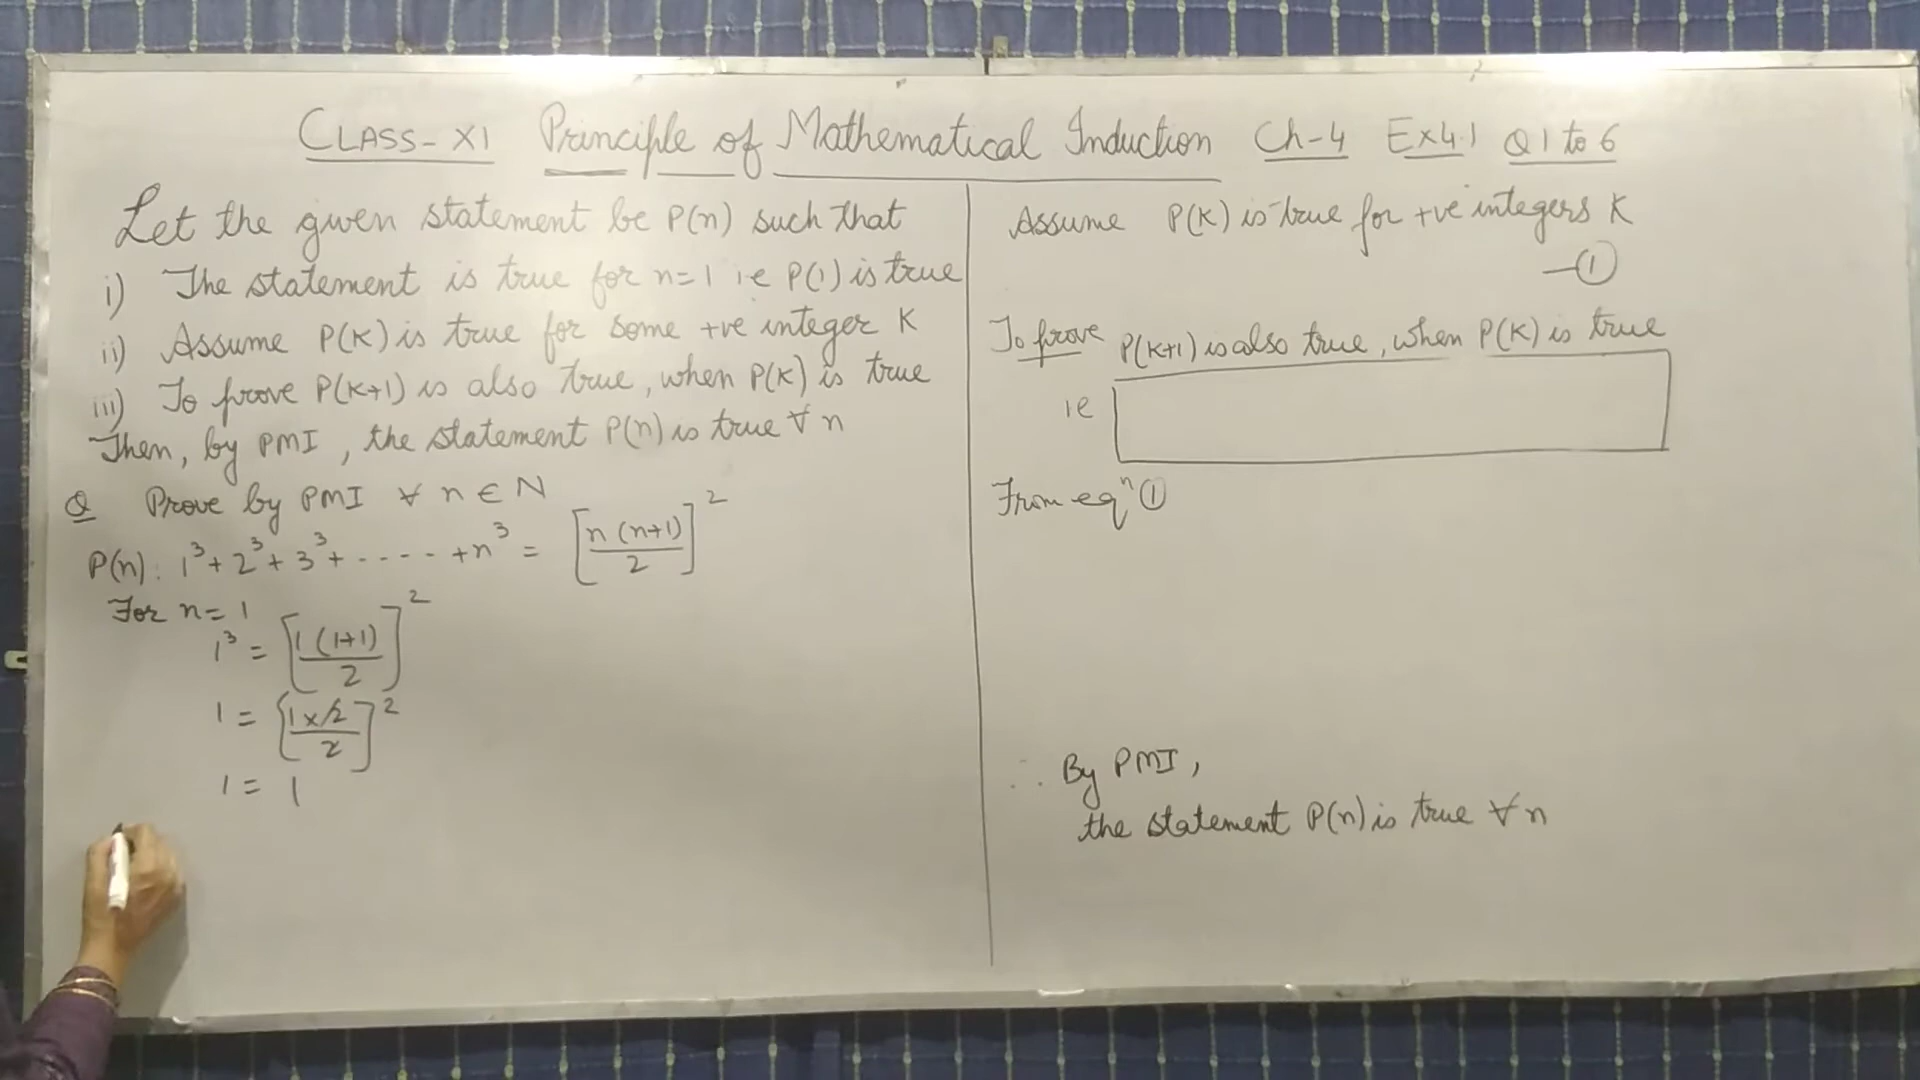 CLASS-XI Principle of Mathematical Induction Ch-4 Ex4.1 Q1 to 6
Let the given statement be P(n) such that
i) The statement is true for n=1 ie P(1) is true
ii) Assume P(K) is true for some +ve integer K
iii) To prove P(K+1) is also true, when P(K) is true
Then, by PMI, the statement P(n) is true ∀ n
Q Prove by PMI ∀ n ∈ N
P(n): 1³+2³+3³+-----+n³ = [n(n+1)/2]²
For n=1
1³ = [1(1+1)/2]²
1 = [1×2/2]²
1 = 1
Assume P(K) is true for +ve integers K
—①
To prove P(K+1) is also true, when P(K) is true
ie
From eqⁿ ①
∴ By PMI,
the statement P(n) is true ∀ n